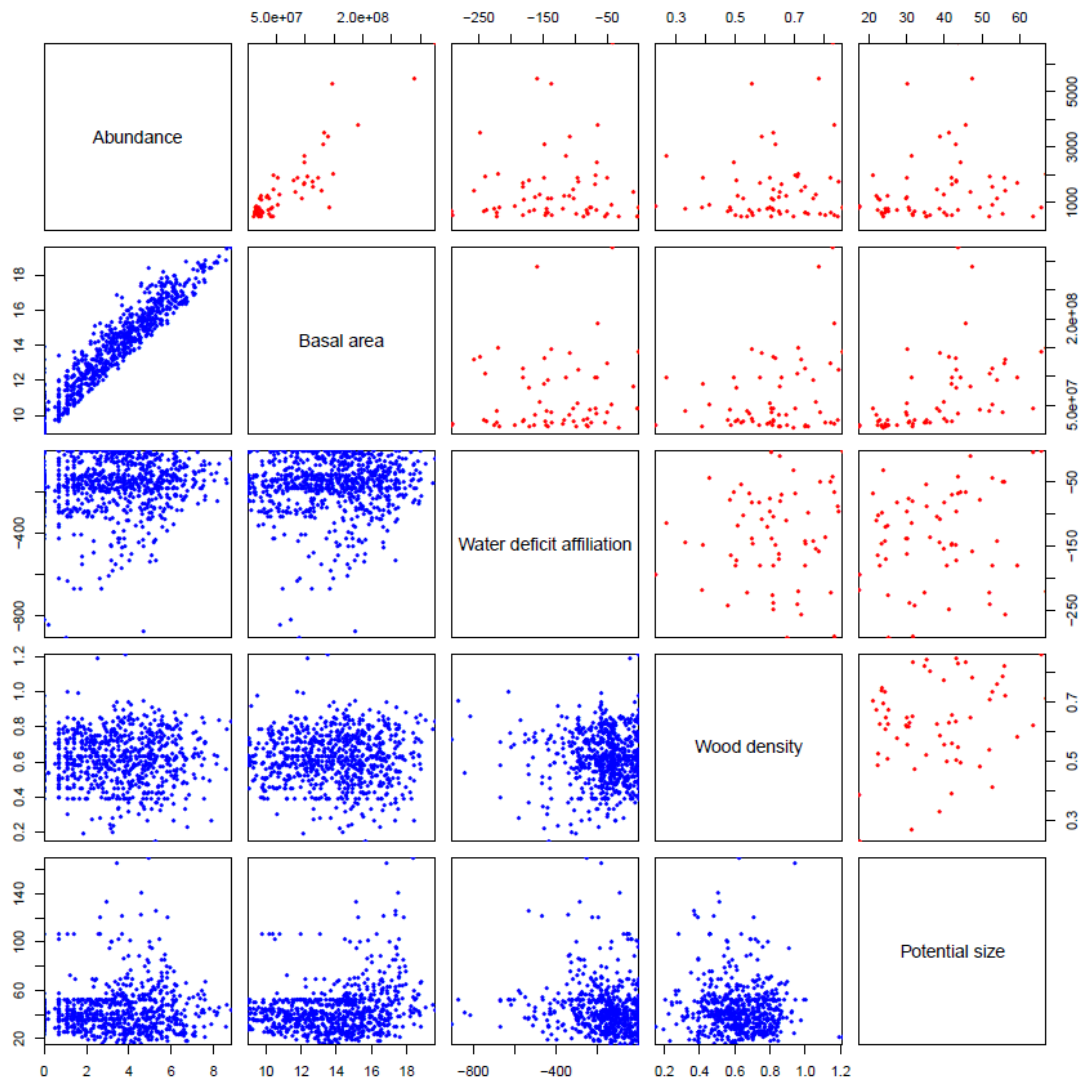 5.0e+07 2.0e+08 −250 −150 −50 0.3 0.5 0.7 20 30 40 50 60
Abundance
1000 3000 5000
Basal area
10 12 14 16 18
5.0e+07 2.0e+08
Water deficit affiliation
−800 −400
−250 −150 −50
Wood density
0.2 0.4 0.6 0.8 1.0 1.2
0.3 0.5 0.7
Potential size
20 60 100 140
0 2 4 6 8 10 12 14 16 18 −800 −400 0.2 0.4 0.6 0.8 1.0 1.2